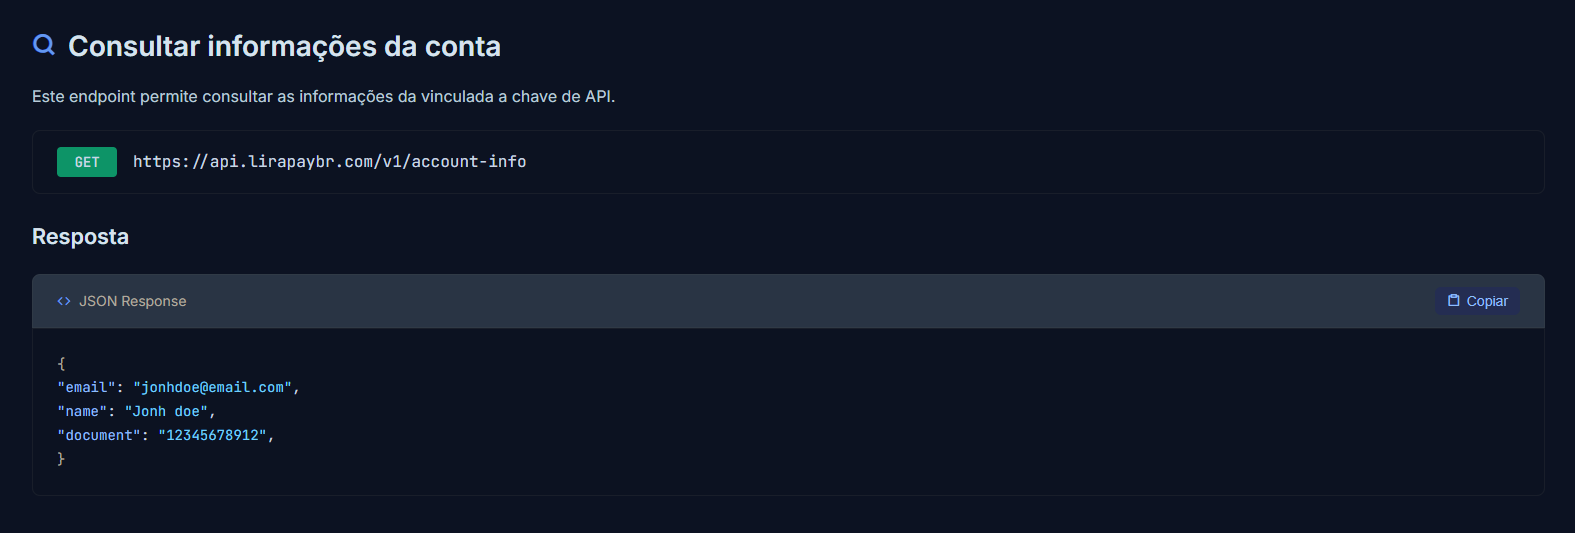 Consultar informações da conta
Este endpoint permite consultar as informações da vinculada a chave de API.
GET https://api.lirapaybr.com/v1/account-info
Resposta
<> JSON Response Copiar
{
"email": "jonhdoe@email.com",
"name": "Jonh doe",
"document": "12345678912",
}